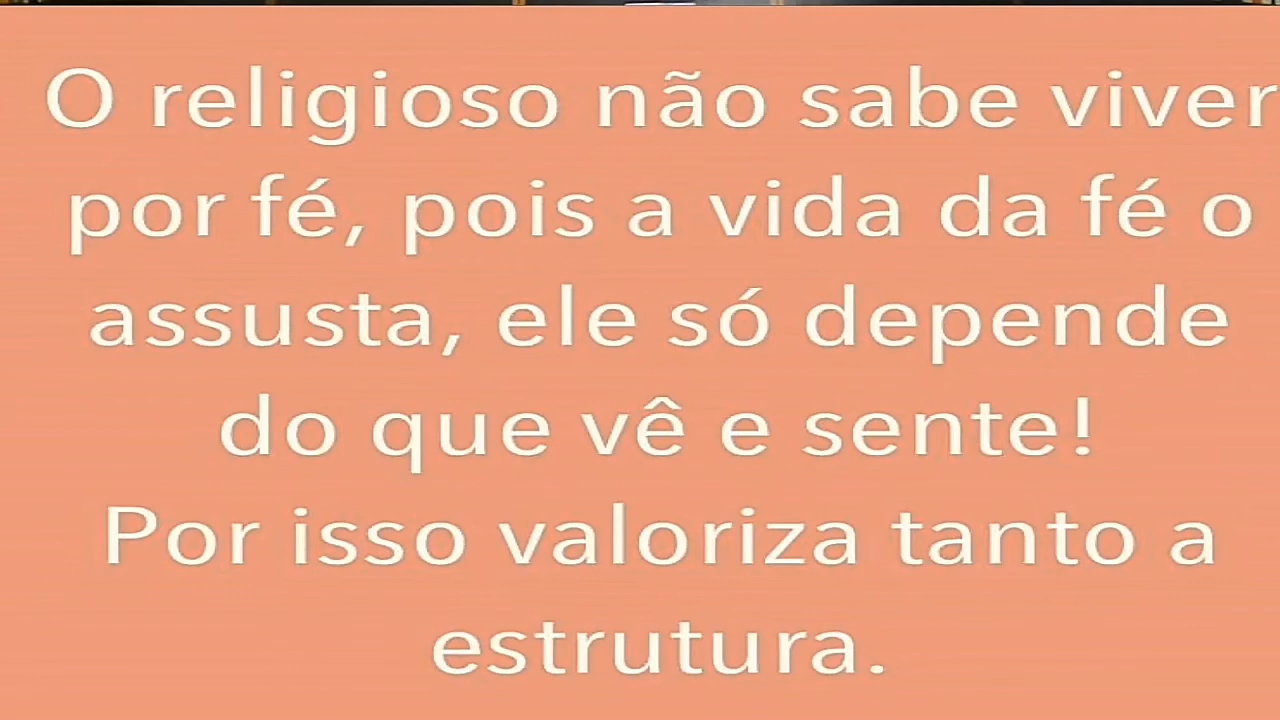 O religioso não sabe viver
por fé, pois a vida da fé o
assusta, ele só depende
do que vê e sente!
Por isso valoriza tanto a
estrutura.